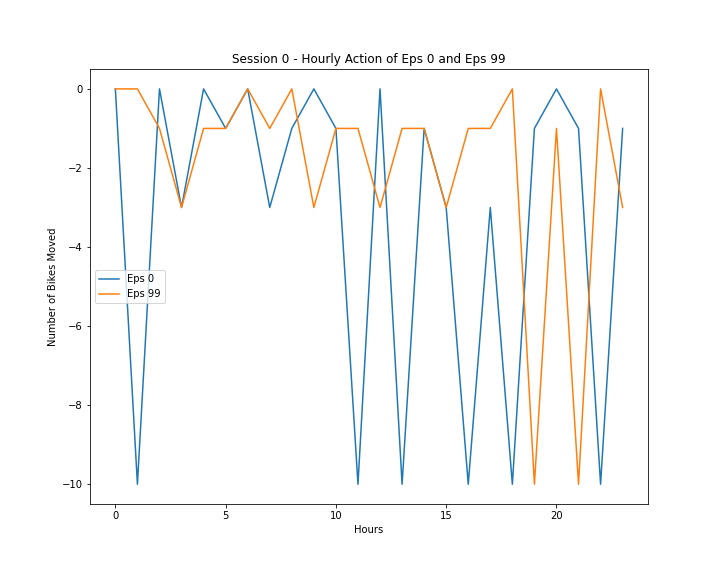 Session 0 - Hourly Action of Eps 0 and Eps 99
Number of Bikes Moved
0
−2
−4
−6
−8
−10
Eps 0
Eps 99
0 5 10 15 20
Hours